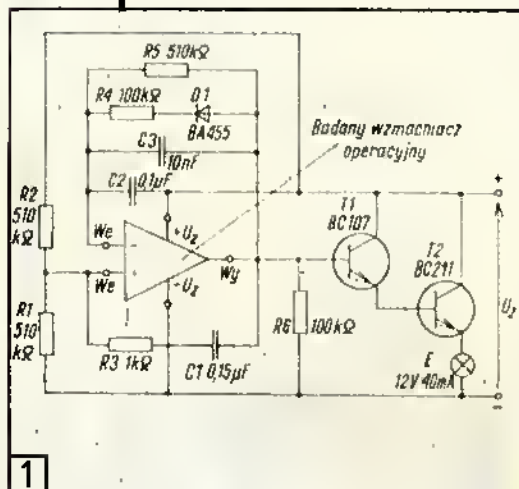 R5 510kΩ
R4 100kΩ
D1
BA455
C3
10nF
C2 0,1μF
Badany wzmacniacz
operacyjny
R2
510
kΩ
We
-
+UZ
T1
BC107
+
T2
BC211
We
+
Wy
-UZ
UZ
R1
510
kΩ
R3 1kΩ
C1 0,15μF
R6
100kΩ
E
12V 40mA
-
1